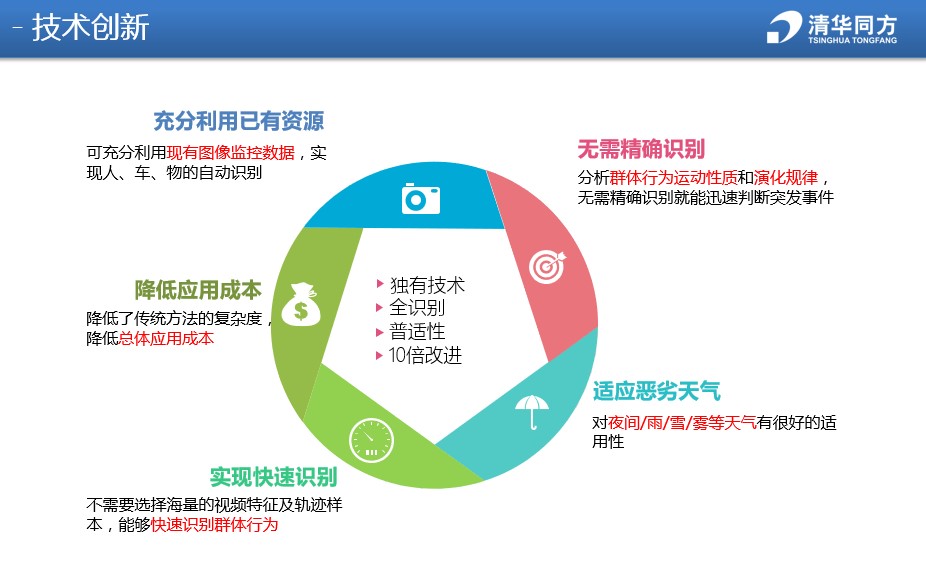 - 技术创新
清华同方
TSINGHUA TONGFANG
充分利用已有资源
可充分利用现有图像监控数据，实
现人、车、物的自动识别
无需精确识别
分析群体行为运动性质和演化规律，
无需精确识别就能迅速判断突发事件
降低应用成本
降低了传统方法的复杂度，
降低总体应用成本
$
独有技术
全识别
普适性
10倍改进
适应恶劣天气
对夜间/雨/雪/雾等天气有很好的适
用性
实现快速识别
不需要选择海量的视频特征及轨迹样
本，能够快速识别群体行为